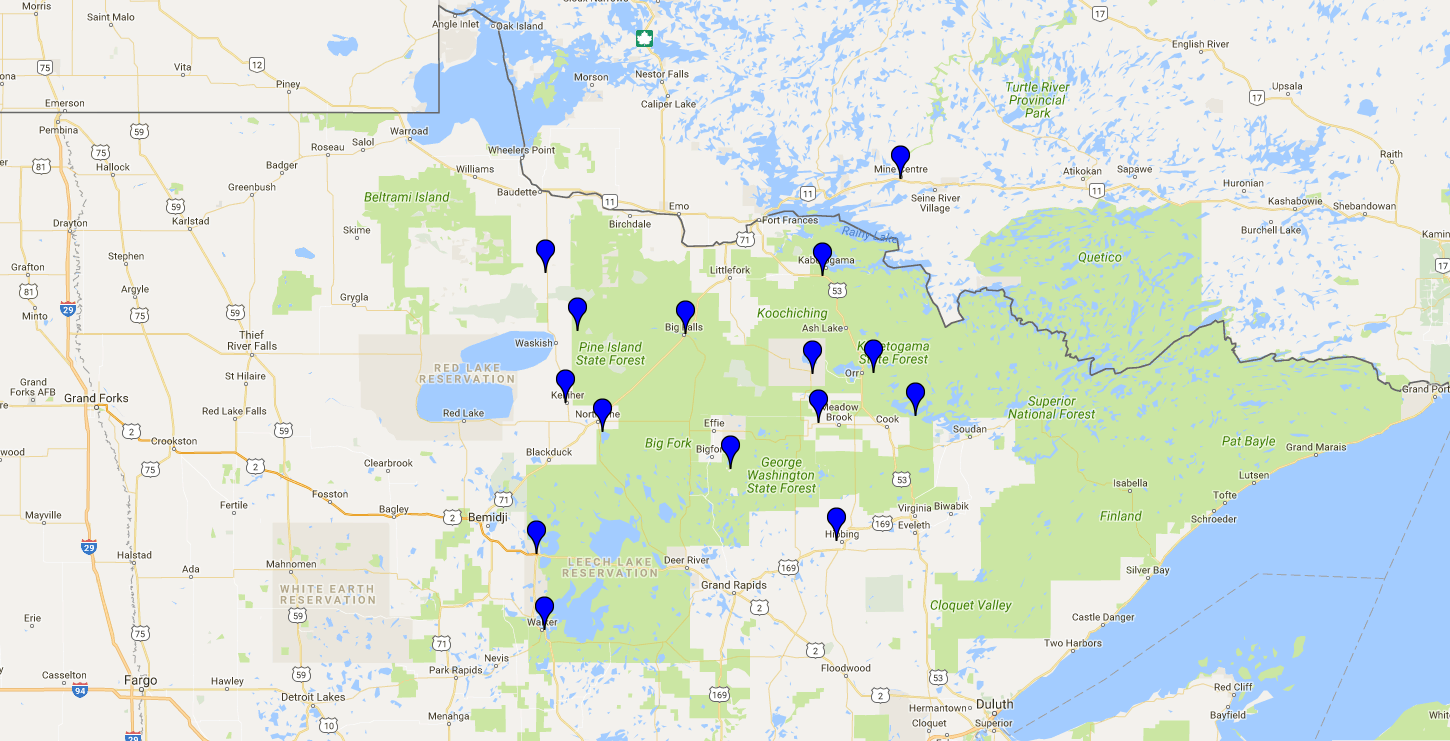 Morris
Saint Malo
Sioux Narrows
Angle Inlet
Oak Island
17
English River
Vita
12
75
Piney
Morson
Nestor Falls
Caliper Lake
Turtle River
Provincial
Park
17
Upsala
Emerson
Pembina
59
75
Warroad
Roseau
Salol
Wheelers Point
Raith
81
Hallock
Badger
Williams
Mine Centre
Atikokan
Sapawe
Greenbush
Baudette
Beltrami Island
11
11
11
Huronian
Kashabowie
Shebandowan
59
Emo
Seine River
Village
Drayton
Karlstad
Birchdale
Fort Frances
Skime
71
Rainy Lake
Burchell Lake
Kamin
Stephen
Quetico
Grafton
Littlefork
17
81
Argyle
53
Grygla
29
Minto
75
59
Koochiching
Big Falls
Ash Lake
Thief
River Falls
Waskish
Pine Island
State Forest
Kabetogama
State Forest
RED LAKE
RESERVATION
St Hilaire
Orr
Grand
Forks AFB
Grand Forks
Kelliher
Grand Port
Red Lake Falls
Red Lake
Northome
Meadow
Brook
Superior
National Forest
2
59
Effie
Cook
Soudan
Crookston
Big Fork
Bigfork
Pat Bayle
Grand Marais
75
2
Clearbrook
Blackduck
George
Washington
State Forest
53
Isabella
Lutsen
Fosston
71
Tofte
Fertile
Bagley
2
Bemidji
Virginia
Biwabik
Finland
Schroeder
Mayville
169
Eveleth
Hibbing
29
Halstad
Ada
Mahnomen
LEECH LAKE
RESERVATION
Deer River
169
Silver Bay
WHITE EARTH
RESERVATION
Grand Rapids
2
Cloquet Valley
59
Erie
Walker
Castle Danger
75
71
Two Harbors
2
Nevis
Park Rapids
Floodwood
Casselton
94
Fargo
Hawley
59
Detroit Lakes
53
169
2
Red Cliff
Duluth
Hermantown
Menahga
10
Cloquet
Superior
Bayfield
29